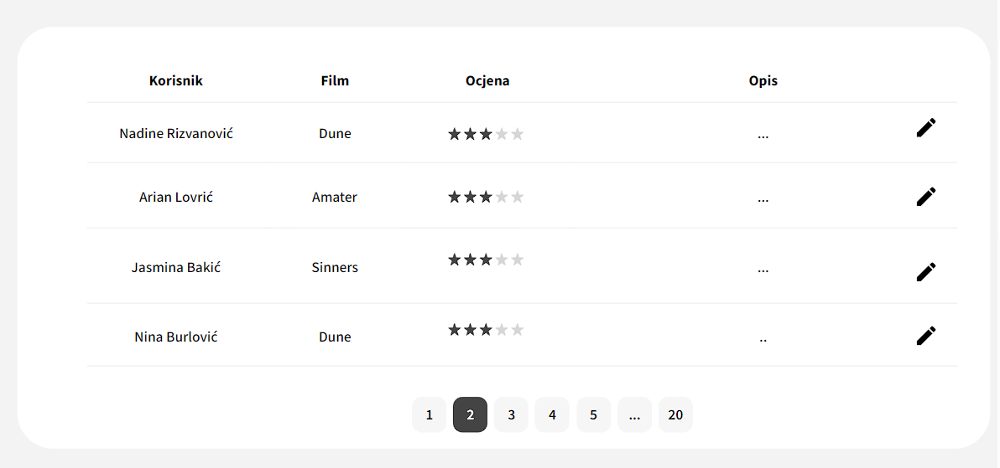 Korisnik Film Ocjena Opis
Nadine Rizvanović Dune ★★★★★ ...
Arian Lovrić Amater ★★★★★ ...
Jasmina Bakić Sinners ★★★★★ ...
Nina Burlović Dune ★★★★★ ..
1 2 3 4 5 ... 20